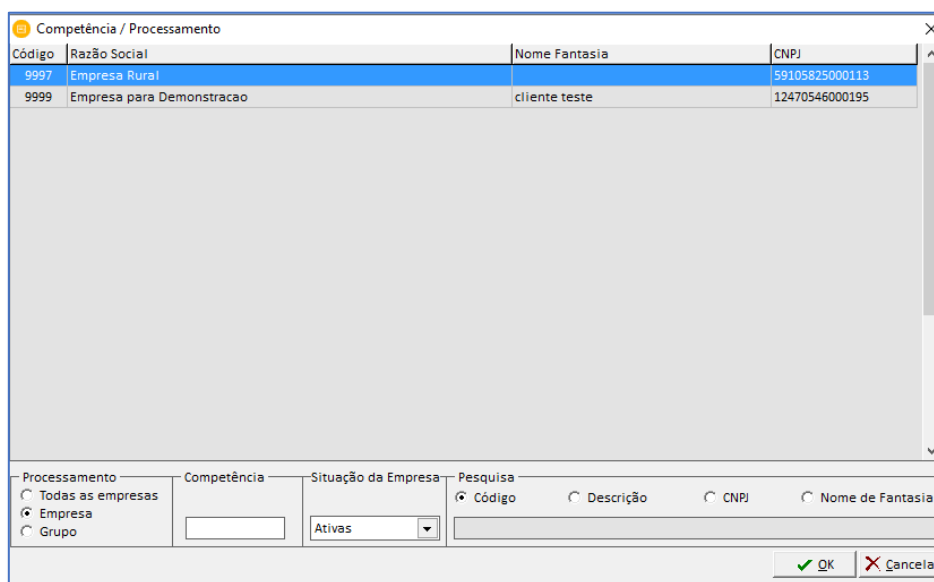 Competência / Processamento
Código Razão Social Nome Fantasia CNPJ
9997 Empresa Rural 59105825000113
9999 Empresa para Demonstracao cliente teste 12470546000195
Processamento Competência Situação da Empresa Pesquisa
Todas as empresas Código Descrição CNPJ Nome de Fantasia
Empresa
Ativas
Grupo
OK Cancela